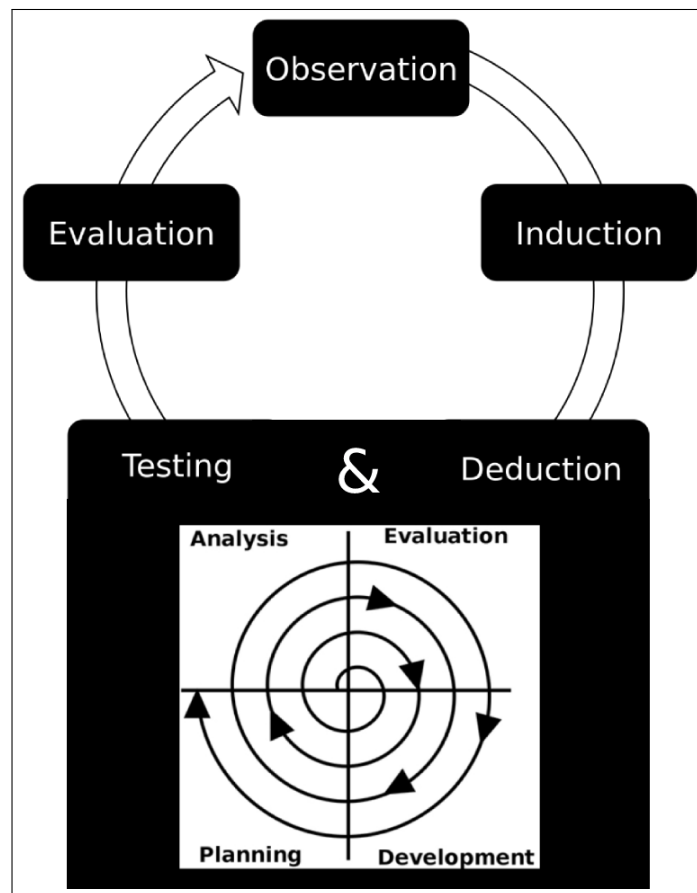 Observation
Evaluation
Induction
Testing & Deduction
Analysis Evaluation
Planning Development